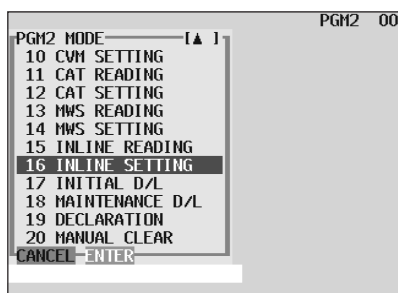 PGM2 00
PGM2 MODE [▲ ]
10 CVM SETTING
11 CAT READING
12 CAT SETTING
13 MWS READING
14 MWS SETTING
15 INLINE READING
16 INLINE SETTING
17 INITIAL D/L
18 MAINTENANCE D/L
19 DECLARATION
20 MANUAL CLEAR
CANCEL ENTER